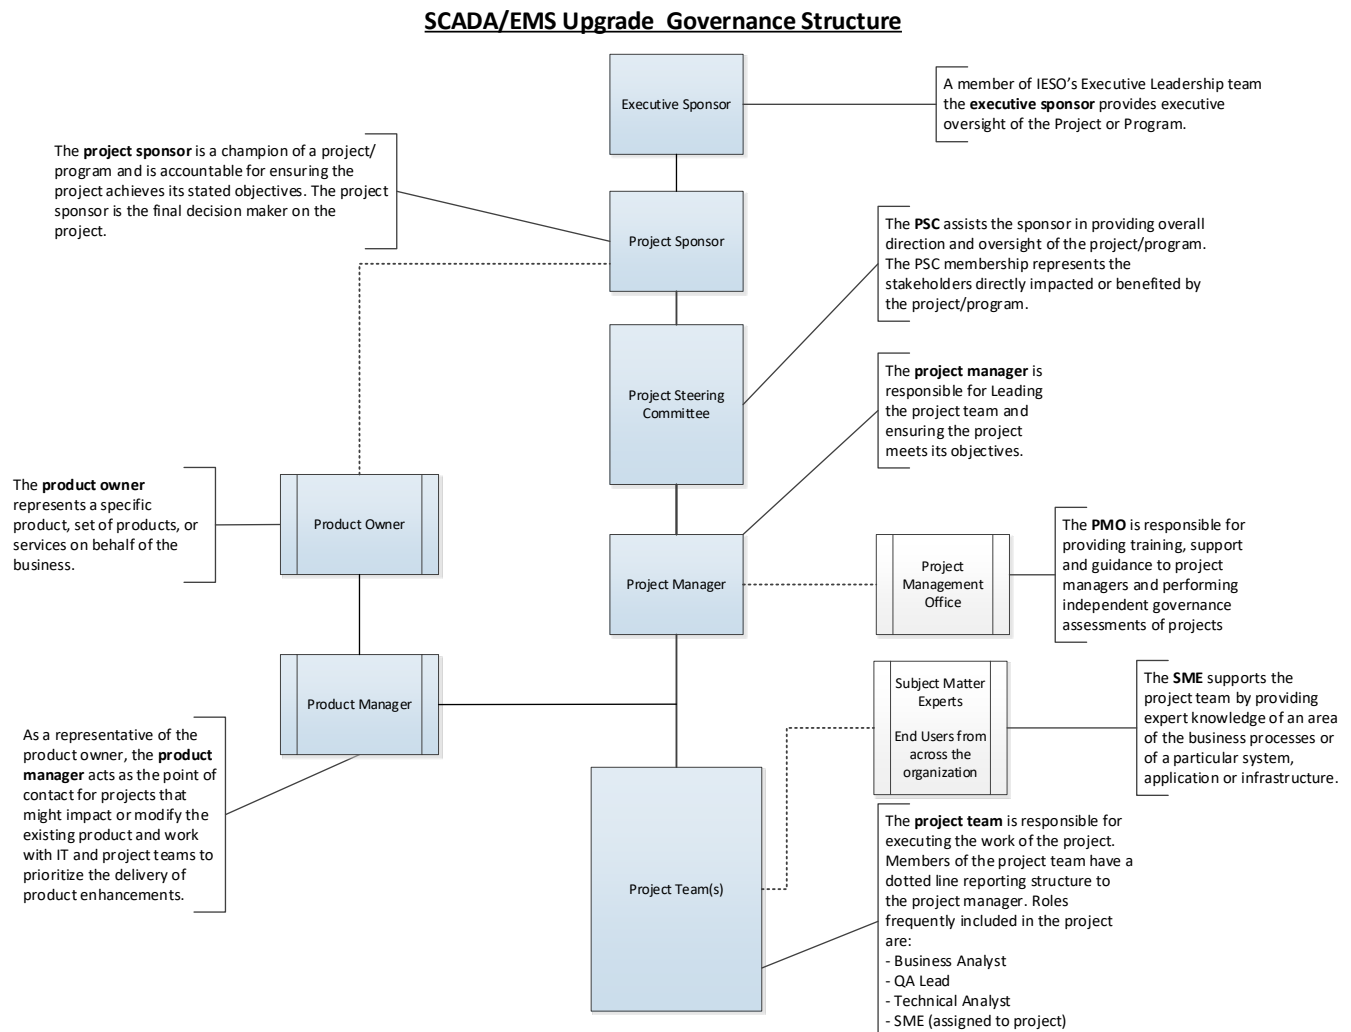 SCADA/EMS Upgrade  Governance Structure
Executive Sponsor
A member of IESO’s Executive Leadership team
the executive sponsor provides executive
oversight of the Project or Program.
The project sponsor is a champion of a project/
program and is accountable for ensuring the
project achieves its stated objectives. The project
sponsor is the final decision maker on the
project.
Project Sponsor
The PSC assists the sponsor in providing overall
direction and oversight of the project/program.
The PSC membership represents the
stakeholders directly impacted or benefited by
the project/program.
Project Steering
Committee
The project manager is
responsible for Leading
the project team and
ensuring the project
meets its objectives.
The product owner
represents a specific
product, set of products, or
services on behalf of the
business.
Product Owner
Project Manager
Project
Management
Office
The PMO is responsible for
providing training, support
and guidance to project
managers and performing
independent governance
assessments of projects
Product Manager
As a representative of the
product owner, the product
manager acts as the point of
contact for projects that
might impact or modify the
existing product and work
with IT and project teams to
prioritize the delivery of
product enhancements.
Subject Matter
Experts
End Users from
across the
organization
The SME supports the
project team by providing
expert knowledge of an area
of the business processes or
of a particular system,
application or infrastructure.
Project Team(s)
The project team is responsible for
executing the work of the project.
Members of the project team have a
dotted line reporting structure to
the project manager. Roles
frequently included in the project
are:
- Business Analyst
- QA Lead
- Technical Analyst
- SME (assigned to project)